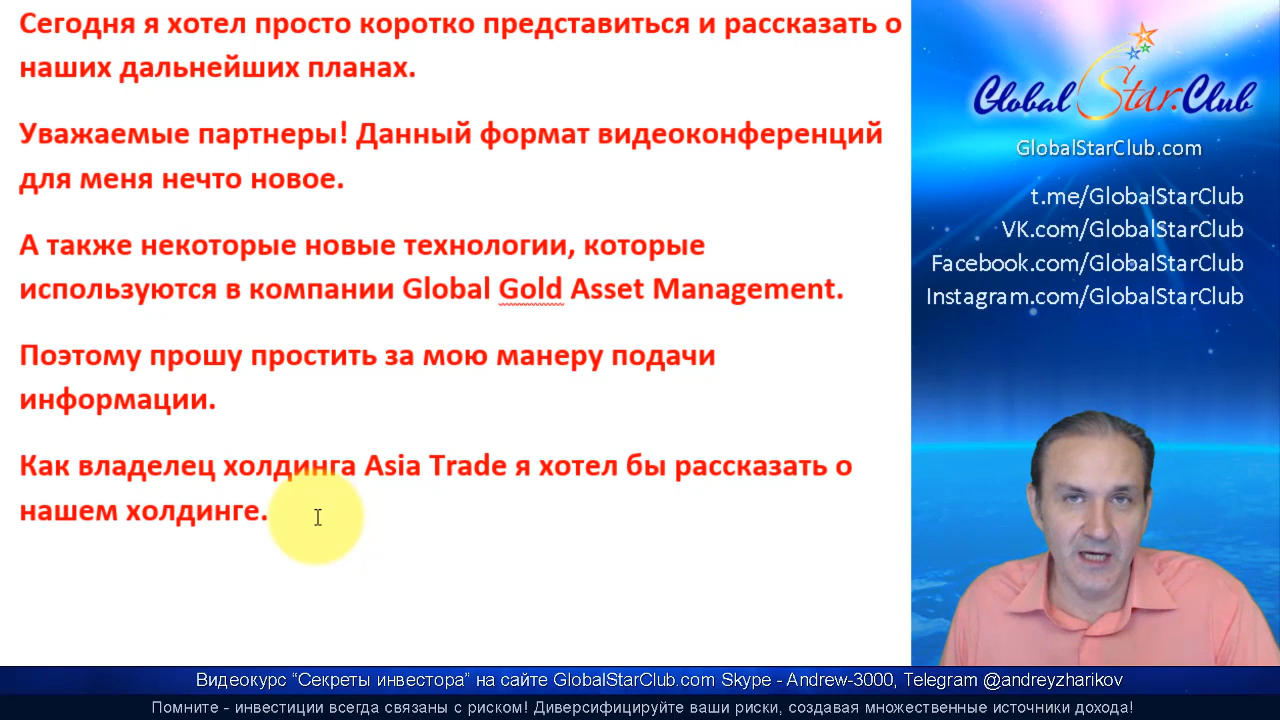 Сегодня я хотел просто коротко представиться и рассказать о
наших дальнейших планах.
Уважаемые партнеры! Данный формат видеоконференций
для меня нечто новое.
А также некоторые новые технологии, которые
используются в компании Global Gold Asset Management.
Поэтому прошу простить за мою манеру подачи
информации.
Как владелец холдинга Asia Trade я хотел бы рассказать о
нашем холдинге.
Global Star Club
GlobalStarClub.com
t.me/GlobalStarClub
VK.com/GlobalStarClub
Facebook.com/GlobalStarClub
Instagram.com/GlobalStarClub
Видеокурс “Секреты инвестора” на сайте GlobalStarClub.com Skype - Andrew-3000, Telegram @andreyzharikov
Помните - инвестиции всегда связаны с риском! Диверсифицируйте ваши риски, создавая множественные источники дохода!